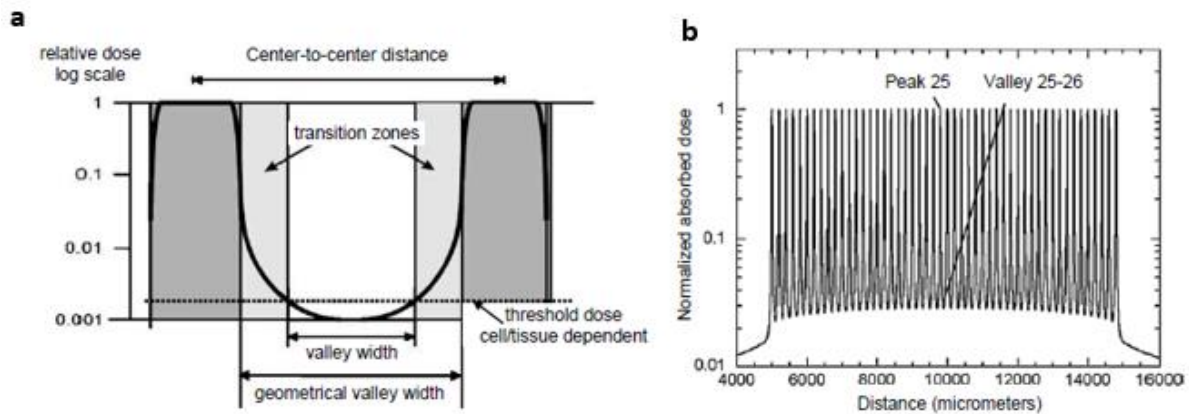 a
relative dose
log scale
Center-to-center distance
1
transition zones
0.1
0.01
0.001
threshold dose
cell/tissue dependent
valley width
geometrical valley width
b
Peak 25
Valley 25-26
Normalized absorbed dose
1
0.1
0.01
4000 6000 8000 10000 12000 14000 16000
Distance (micrometers)